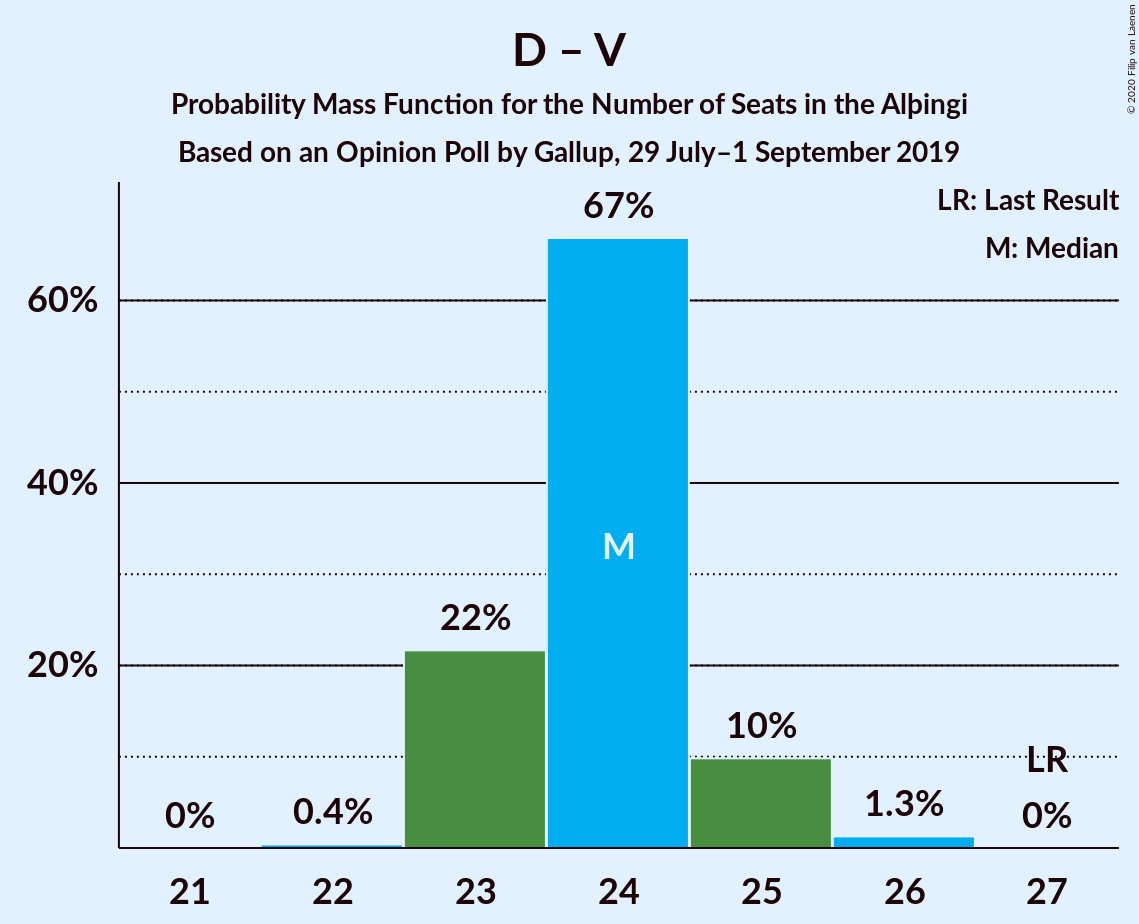 D – V
Probability Mass Function for the Number of Seats in the Alþingi
Based on an Opinion Poll by Gallup, 29 July–1 September 2019
© 2020 Filip van Laenen
LR: Last Result
M: Median
60%
40%
20%
0%
0.4%
22%
67%
M
10%
1.3%
LR
0%
21 22 23 24 25 26 27